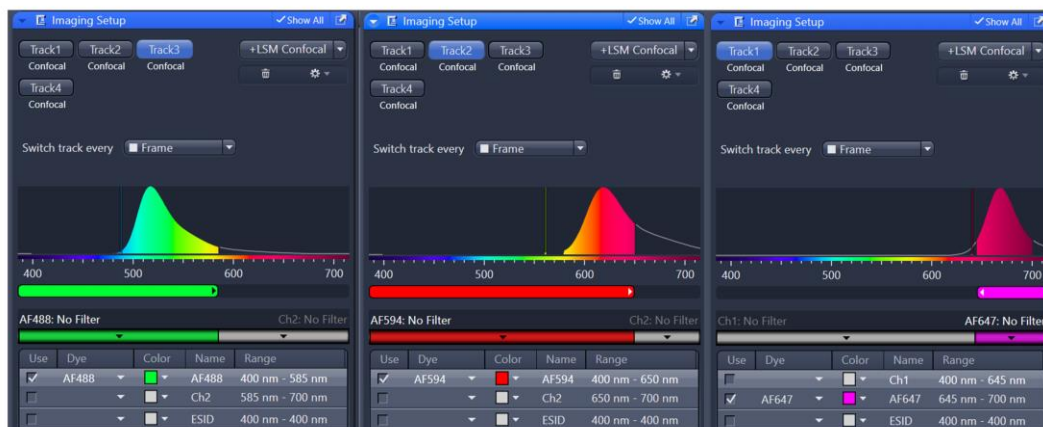 Imaging Setup
Show All
Track1 Track2 Track3 +LSM Confocal
Confocal Confocal Confocal
Track4
Confocal
Switch track every Frame
400 500 600 700
AF488: No Filter Ch2: No Filter
Use Dye Color Name Range
AF488 AF488 400 nm - 585 nm
Ch2 585 nm - 700 nm
ESID 400 nm - 400 nm
Imaging Setup
Show All
Track1 Track2 Track3 +LSM Confocal
Confocal Confocal Confocal
Track4
Confocal
Switch track every Frame
400 500 600 700
AF594: No Filter Ch2: No Filter
Use Dye Color Name Range
AF594 AF594 400 nm - 650 nm
Ch2 650 nm - 700 nm
ESID 400 nm - 400 nm
Imaging Setup
Show All
Track1 Track2 Track3 +LSM Confocal
Confocal Confocal Confocal
Track4
Confocal
Switch track every Frame
400 500 600 700
Ch1: No Filter AF647: No Filter
Use Dye Color Name Range
Ch1 400 nm - 645 nm
AF647 AF647 645 nm - 700 nm
ESID 400 nm - 400 nm